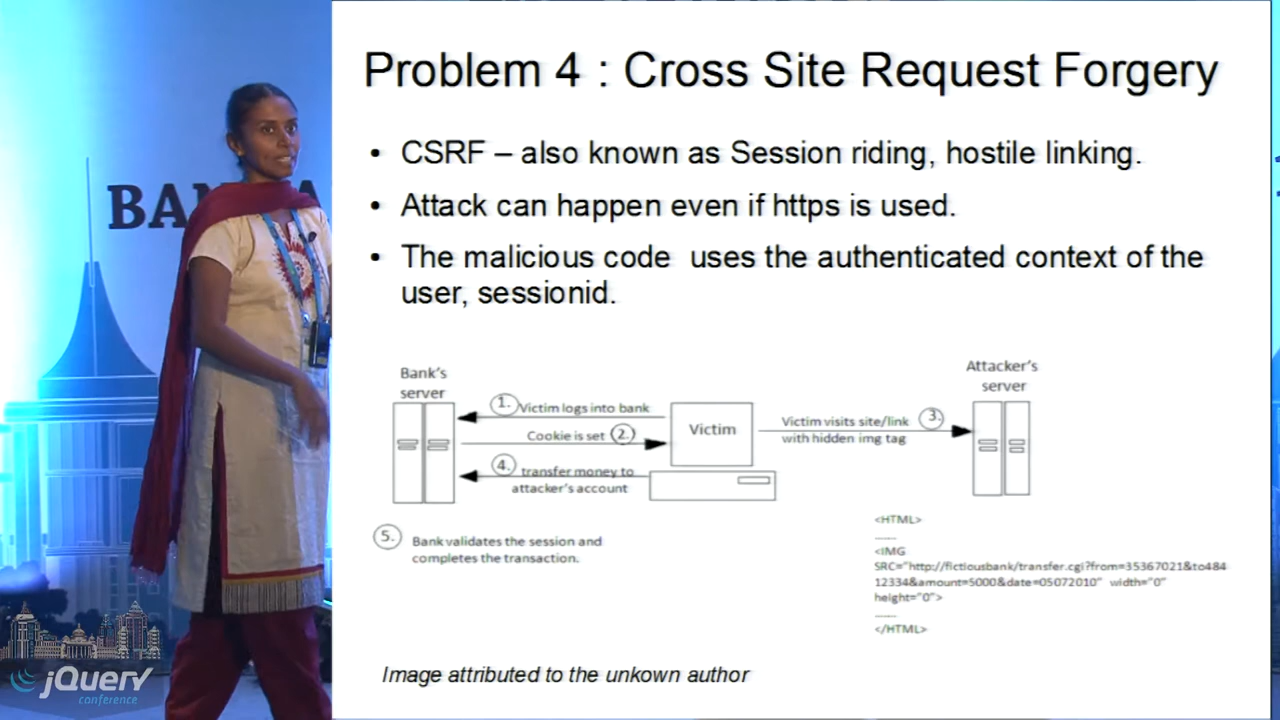 Problem 4 : Cross Site Request Forgery
• CSRF – also known as Session riding, hostile linking.
• Attack can happen even if https is used.
• The malicious code uses the authenticated context of the
user, sessionid.
Bank's
server
1. Victim logs into bank
Cookie is set 2.
4. transfer money to
attacker's account
Victim
Victim visits site/link 3.
with hidden img tag
Attacker's
server
5. Bank validates the session and
completes the transaction.
<HTML>
......
<IMG
SRC="http://fictiousbank/transfer.cgi?from=35367021&to484
12334&amount=5000&date=05072010" width="0"
height="0">
......
</HTML>
Image attributed to the unkown author
BAN
jQuery
conference